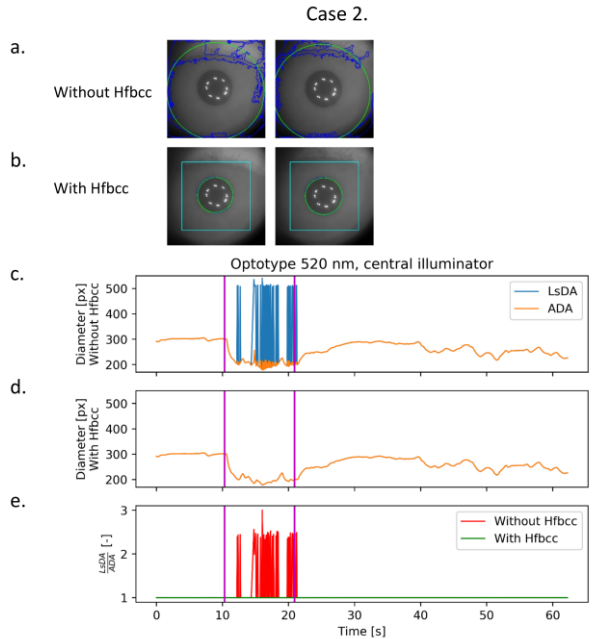 Case 2.
a.
Without Hfbcc
b.
With Hfbcc
Optotype 520 nm, central illuminator
c.
Diameter [px]
Without Hfbcc
500
400
300
200
LsDA
ADA
d.
Diameter [px]
With Hfbcc
500
400
300
200
e.
LsDA
ADA
[-]
3
2
1
Without Hfbcc
With Hfbcc
0
10
20
30
40
50
60
Time [s]